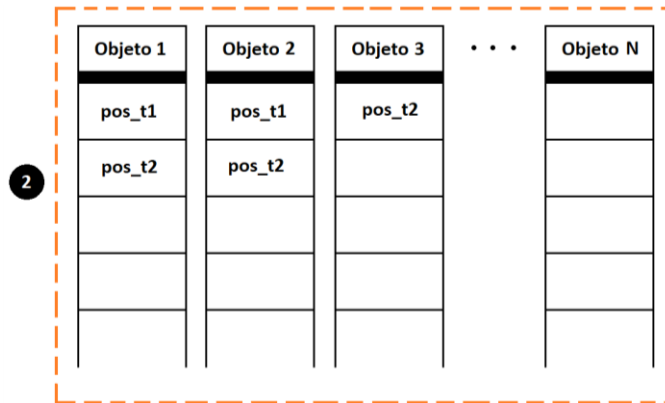 Objeto 1 Objeto 2 Objeto 3 . . . Objeto N
pos_t1 pos_t1 pos_t2
pos_t2 pos_t2
2